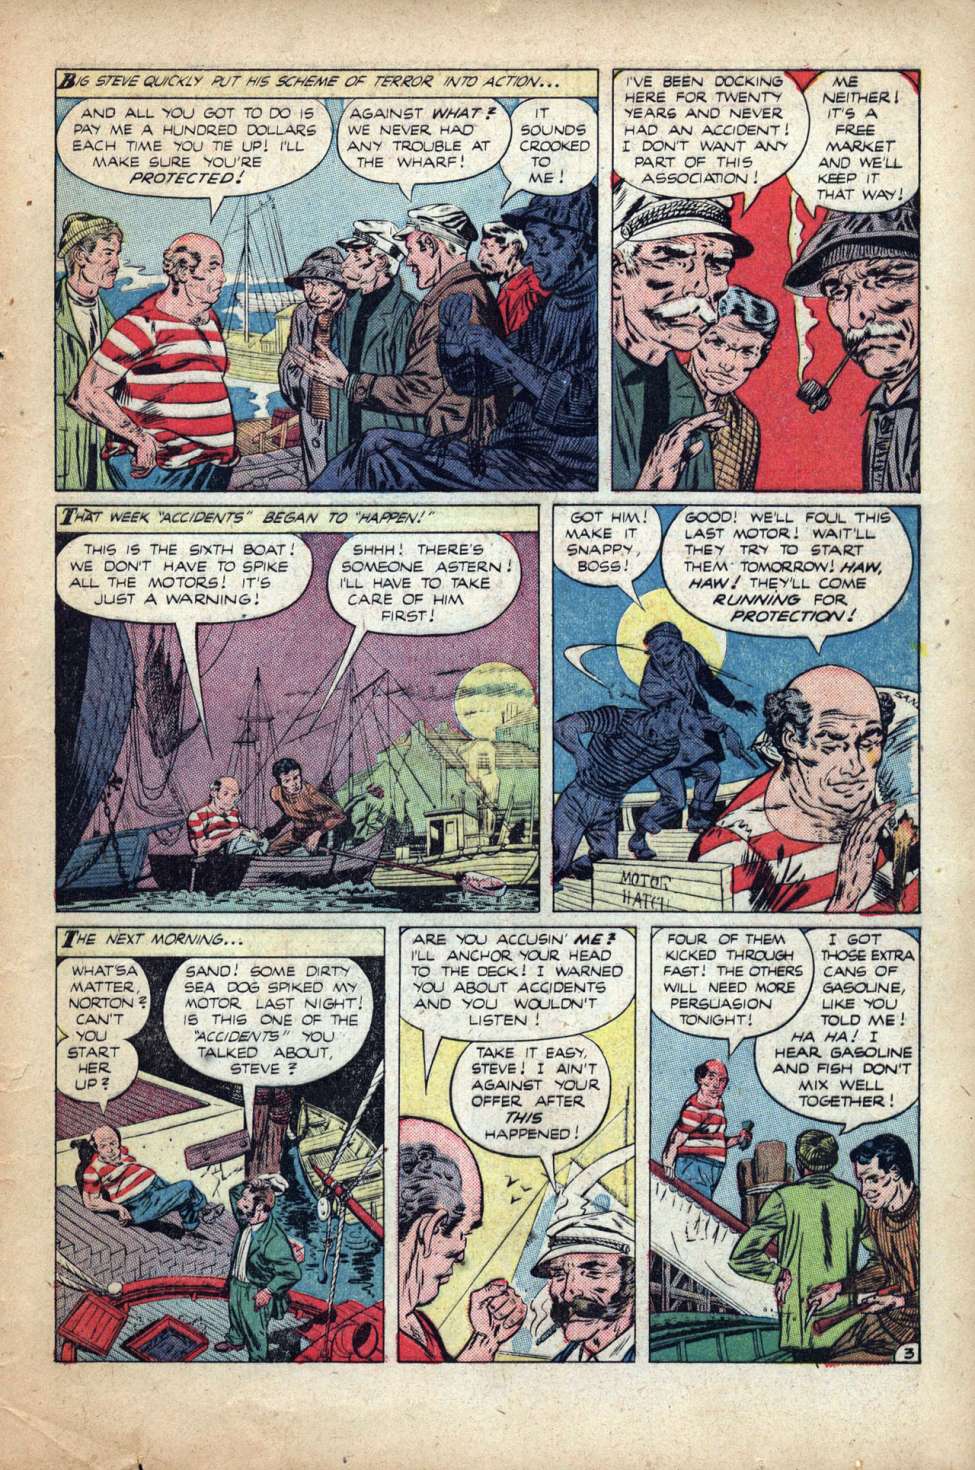 BIG STEVE QUICKLY PUT HIS SCHEME OF TERROR INTO ACTION...
AND ALL YOU GOT TO DO IS
PAY ME A HUNDRED DOLLARS
EACH TIME YOU TIE UP! I'LL
MAKE SURE YOU'RE
PROTECTED!
AGAINST WHAT?
WE NEVER HAD
ANY TROUBLE AT
THE WHARF!
IT
SOUNDS
CROOKED
TO
ME!
I'VE BEEN DOCKING
HERE FOR TWENTY
YEARS AND NEVER
HAD AN ACCIDENT!
I DON'T WANT ANY
PART OF THIS
ASSOCIATION!
ME
NEITHER!
IT'S A
FREE
MARKET
AND WE'LL
KEEP IT
THAT WAY!
THAT WEEK "ACCIDENTS" BEGAN TO "HAPPEN!"
THIS IS THE SIXTH BOAT!
WE DON'T HAVE TO SPIKE
ALL THE MOTORS! IT'S
JUST A WARNING!
SHHH! THERE'S
SOMEONE ASTERN!
I'LL HAVE TO TAKE
CARE OF HIM
FIRST!
GOT HIM!
MAKE IT
SNAPPY,
BOSS!
GOOD! WE'LL FOUL THIS
LAST MOTOR! WAIT'LL
THEY TRY TO START
THEM TOMORROW! HAW,
HAW! THEY'LL COME
RUNNING FOR
PROTECTION!
SAND
MOTOR
HATCH
THE NEXT MORNING...
WHAT'SA
MATTER,
NORTON?
CAN'T
YOU
START
HER
UP?
SAND! SOME DIRTY
SEA DOG SPIKED MY
MOTOR LAST NIGHT!
IS THIS ONE OF THE
"ACCIDENTS" YOU
TALKED ABOUT,
STEVE?
ARE YOU ACCUSIN' ME?
I'LL ANCHOR YOUR HEAD
TO THE DECK! I WARNED
YOU ABOUT ACCIDENTS
AND YOU WOULDN'T
LISTEN!
TAKE IT EASY,
STEVE! I AIN'T
AGAINST YOUR
OFFER AFTER
THIS
HAPPENED!
FOUR OF THEM
KICKED THROUGH
FAST! THE OTHERS
WILL NEED MORE
PERSUASION
TONIGHT!
I GOT
THOSE EXTRA
CANS OF
GASOLINE,
LIKE YOU
TOLD ME!
HA HA! I
HEAR GASOLINE
AND FISH DON'T
MIX WELL
TOGETHER!
3